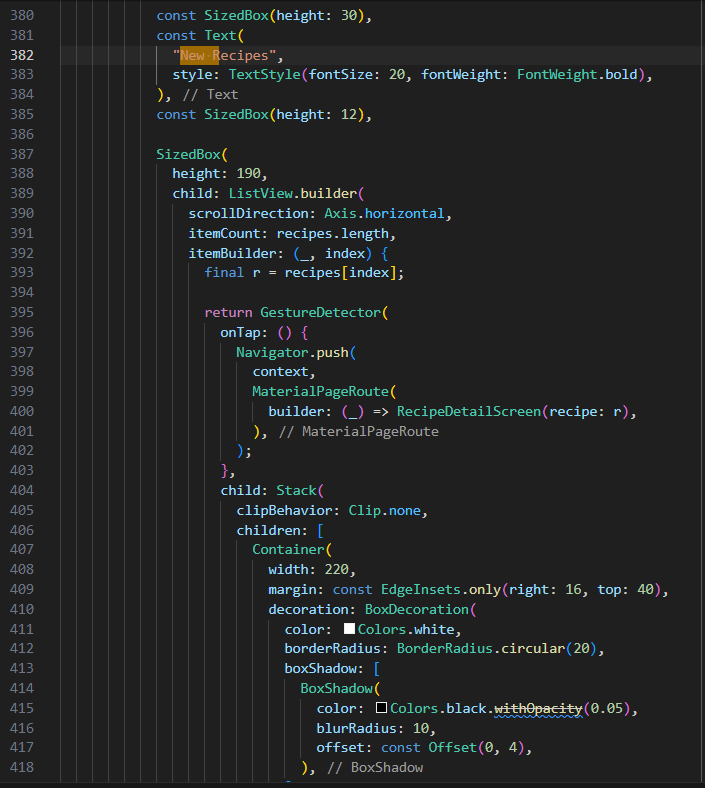 380 const SizedBox(height: 30),
381 const Text(
382 "New Recipes",
383 style: TextStyle(fontSize: 20, fontWeight: FontWeight.bold),
384 ), // Text
385 const SizedBox(height: 12),
386
387 SizedBox(
388 height: 190,
389 child: ListView.builder(
390 scrollDirection: Axis.horizontal,
391 itemCount: recipes.length,
392 itemBuilder: (_, index) {
393 final r = recipes[index];
394
395 return GestureDetector(
396 onTap: () {
397 Navigator.push(
398 context,
399 MaterialPageRoute(
400 builder: (_) => RecipeDetailScreen(recipe: r),
401 ), // MaterialPageRoute
402 );
403 },
404 child: Stack(
405 clipBehavior: Clip.none,
406 children: [
407 Container(
408 width: 220,
409 margin: const EdgeInsets.only(right: 16, top: 40),
410 decoration: BoxDecoration(
411 color: Colors.white,
412 borderRadius: BorderRadius.circular(20),
413 boxShadow: [
414 BoxShadow(
415 color: Colors.black.withOpacity(0.05),
416 blurRadius: 10,
417 offset: const Offset(0, 4),
418 ), // BoxShadow